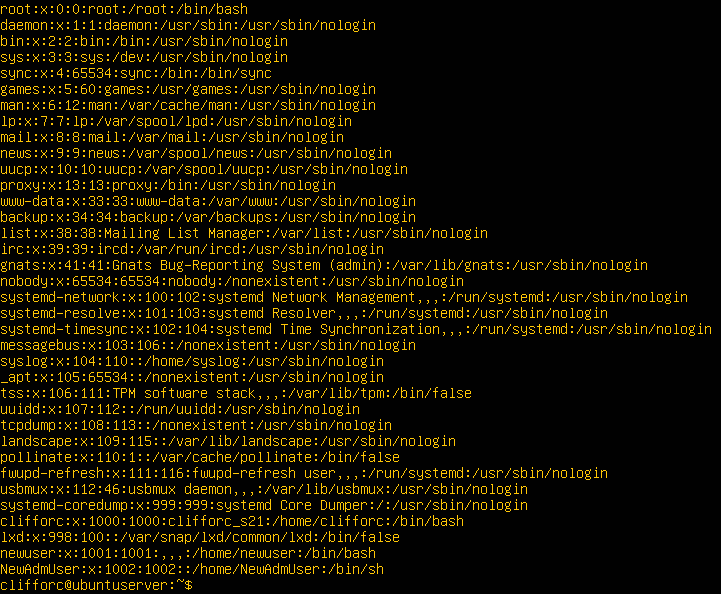 root:x:0:0:root:/root:/bin/bash
daemon:x:1:1:daemon:/usr/sbin:/usr/sbin/nologin
bin:x:2:2:bin:/bin:/usr/sbin/nologin
sys:x:3:3:sys:/dev:/usr/sbin/nologin
sync:x:4:65534:sync:/bin:/bin/sync
games:x:5:60:games:/usr/games:/usr/sbin/nologin
man:x:6:12:man:/var/cache/man:/usr/sbin/nologin
lp:x:7:7:lp:/var/spool/lpd:/usr/sbin/nologin
mail:x:8:8:mail:/var/mail:/usr/sbin/nologin
news:x:9:9:news:/var/spool/news:/usr/sbin/nologin
uucp:x:10:10:uucp:/var/spool/uucp:/usr/sbin/nologin
proxy:x:13:13:proxy:/bin:/usr/sbin/nologin
www-data:x:33:33:www-data:/var/www:/usr/sbin/nologin
backup:x:34:34:backup:/var/backups:/usr/sbin/nologin
list:x:38:38:Mailing List Manager:/var/list:/usr/sbin/nologin
irc:x:39:39:ircd:/var/run/ircd:/usr/sbin/nologin
gnats:x:41:41:Gnats Bug-Reporting System (admin):/var/lib/gnats:/usr/sbin/nologin
nobody:x:65534:65534:nobody:/nonexistent:/usr/sbin/nologin
systemd-network:x:100:102:systemd Network Management,,,:/run/systemd:/usr/sbin/nologin
systemd-resolve:x:101:103:systemd Resolver,,,:/run/systemd:/usr/sbin/nologin
systemd-timesync:x:102:104:systemd Time Synchronization,,,:/run/systemd:/usr/sbin/nologin
messagebus:x:103:106::/nonexistent:/usr/sbin/nologin
syslog:x:104:110::/home/syslog:/usr/sbin/nologin
_apt:x:105:65534::/nonexistent:/usr/sbin/nologin
tss:x:106:111:TPM software stack,,,:/var/lib/tpm:/bin/false
uuidd:x:107:112::/run/uuidd:/usr/sbin/nologin
tcpdump:x:108:113::/nonexistent:/usr/sbin/nologin
landscape:x:109:115::/var/lib/landscape:/usr/sbin/nologin
pollinate:x:110:1::/var/cache/pollinate:/bin/false
fwupd-refresh:x:111:116:fwupd-refresh user,,,:/run/systemd:/usr/sbin/nologin
usbmux:x:112:46:usbmux daemon,,,:/var/lib/usbmux:/usr/sbin/nologin
systemd-coredump:x:999:999:systemd Core Dumper:/:/usr/sbin/nologin
clifforc:x:1000:1000:clifforc_s21:/home/clifforc:/bin/bash
lxd:x:998:100::/var/snap/lxd/common/lxd:/bin/false
newuser:x:1001:1001:,,,:/home/newuser:/bin/bash
NewAdmUser:x:1002:1002::/home/NewAdmUser:/bin/sh
clifforc@ubuntuserver:~$